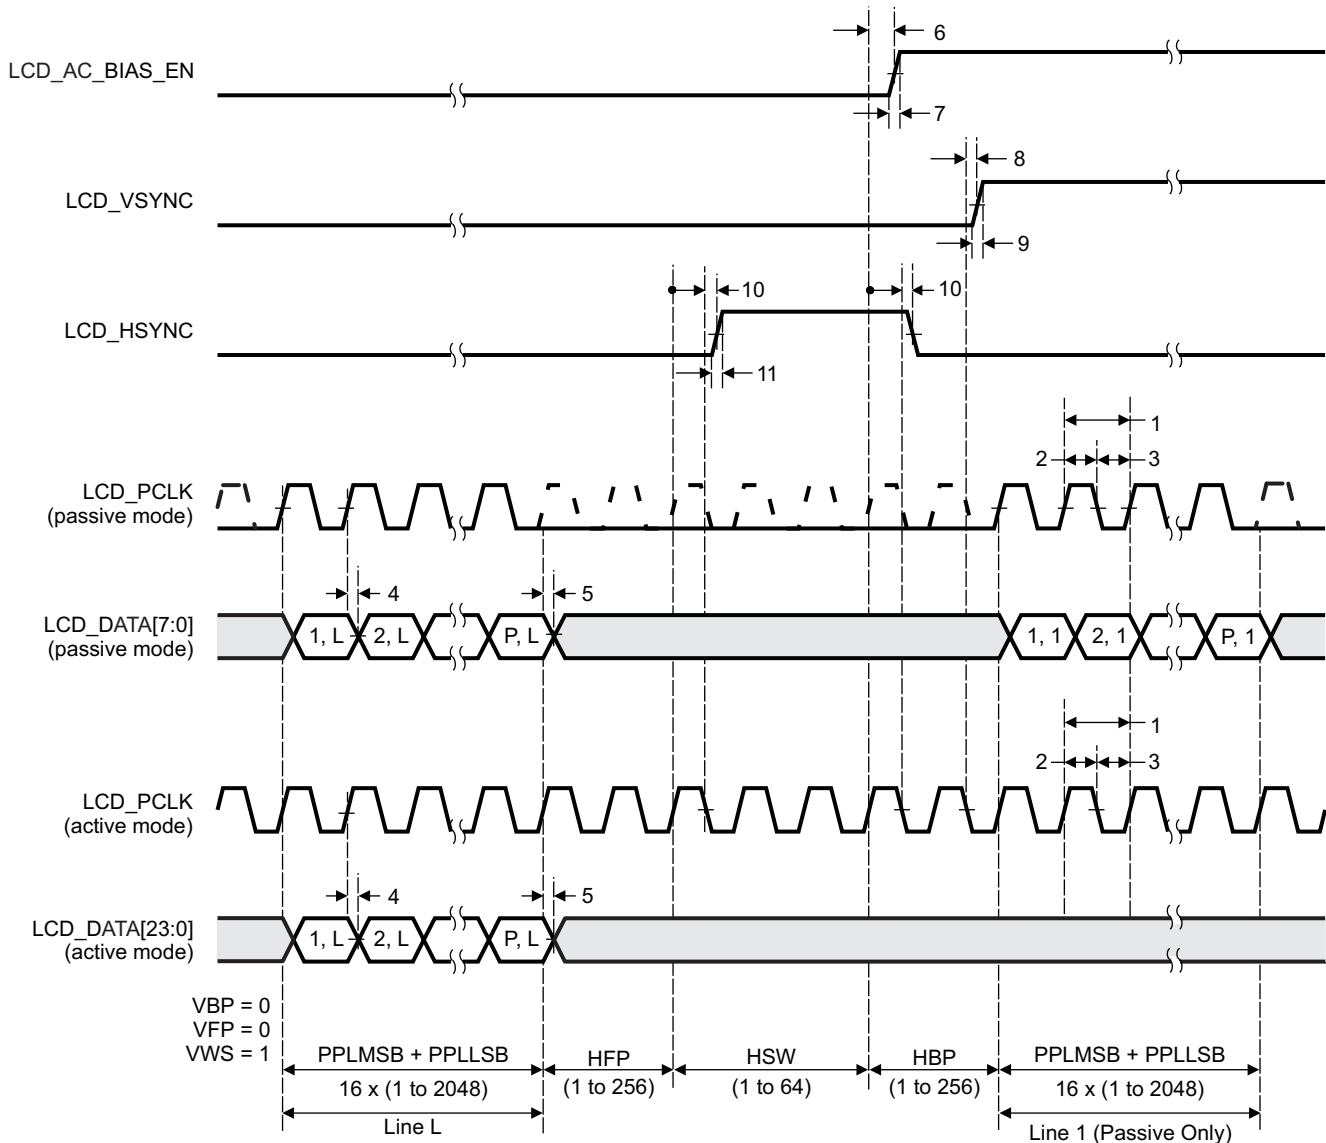 6
LCD_AC_BIAS_EN
7
8
LCD_VSYNC
9
10
10
LCD_HSYNC
11
1
2
3
LCD_PCLK
(passive mode)
4
5
LCD_DATA[7:0]
(passive mode)
1, L
2, L
P, L
1, 1
2, 1
P, 1
1
2
3
LCD_PCLK
(active mode)
4
5
LCD_DATA[23:0]
(active mode)
1, L
2, L
P, L
VBP = 0
VFP = 0
VWS = 1
PPLMSB + PPLLSB
16 x (1 to 2048)
Line L
HFP
(1 to 256)
HSW
(1 to 64)
HBP
(1 to 256)
PPLMSB + PPLLSB
16 x (1 to 2048)
Line 1 (Passive Only)